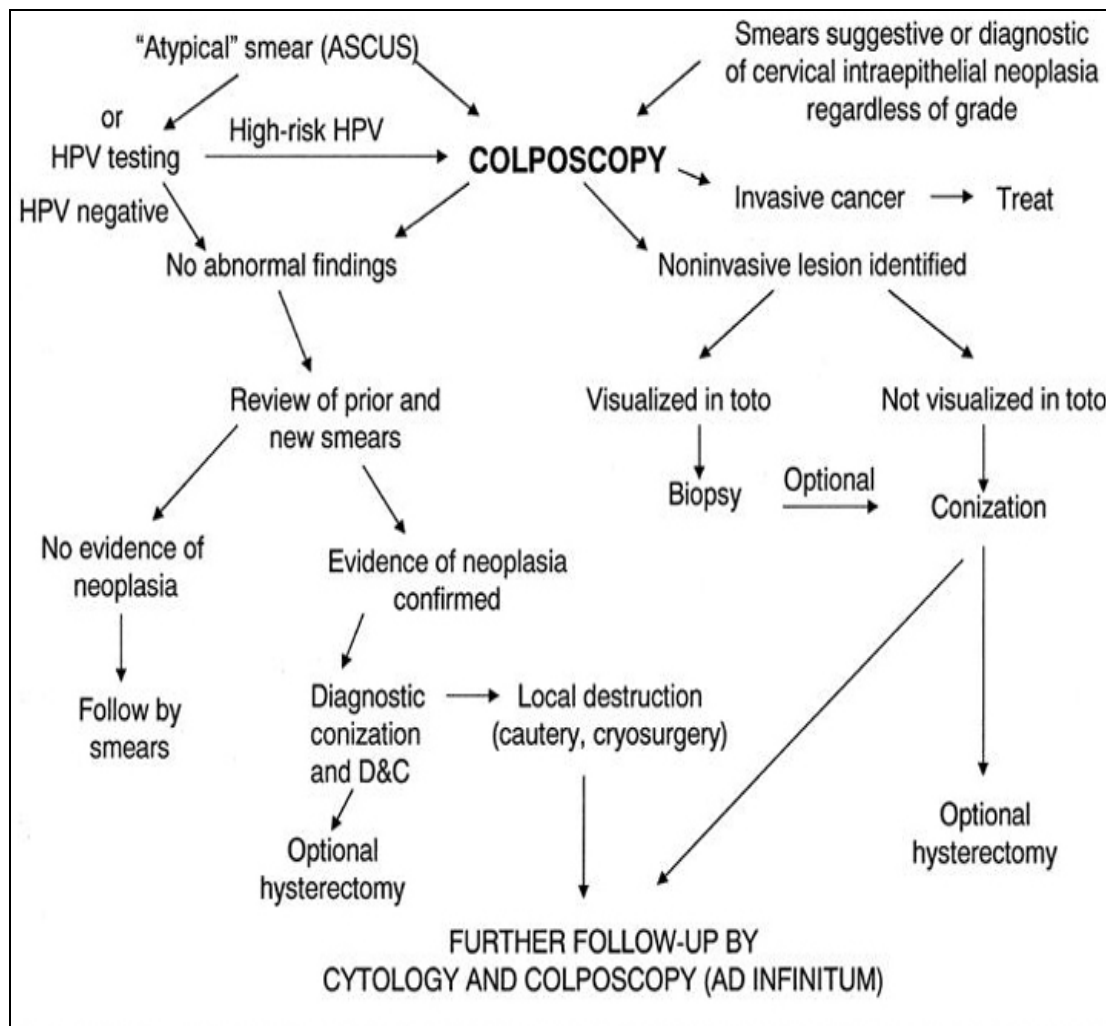 “Atypical” smear (ASCUS)
Smears suggestive or diagnostic
of cervical intraepithelial neoplasia
regardless of grade
or
HPV testing
High-risk HPV
COLPOSCOPY
HPV negative
Invasive cancer
Treat
No abnormal findings
Noninvasive lesion identified
Review of prior and
new smears
Visualized in toto
Not visualized in toto
Biopsy
Optional
Conization
No evidence of
neoplasia
Evidence of neoplasia
confirmed
Follow by
smears
Diagnostic
conization
and D&C
Local destruction
(cautery, cryosurgery)
Optional
hysterectomy
Optional
hysterectomy
FURTHER FOLLOW-UP BY
CYTOLOGY AND COLPOSCOPY (AD INFINITUM)